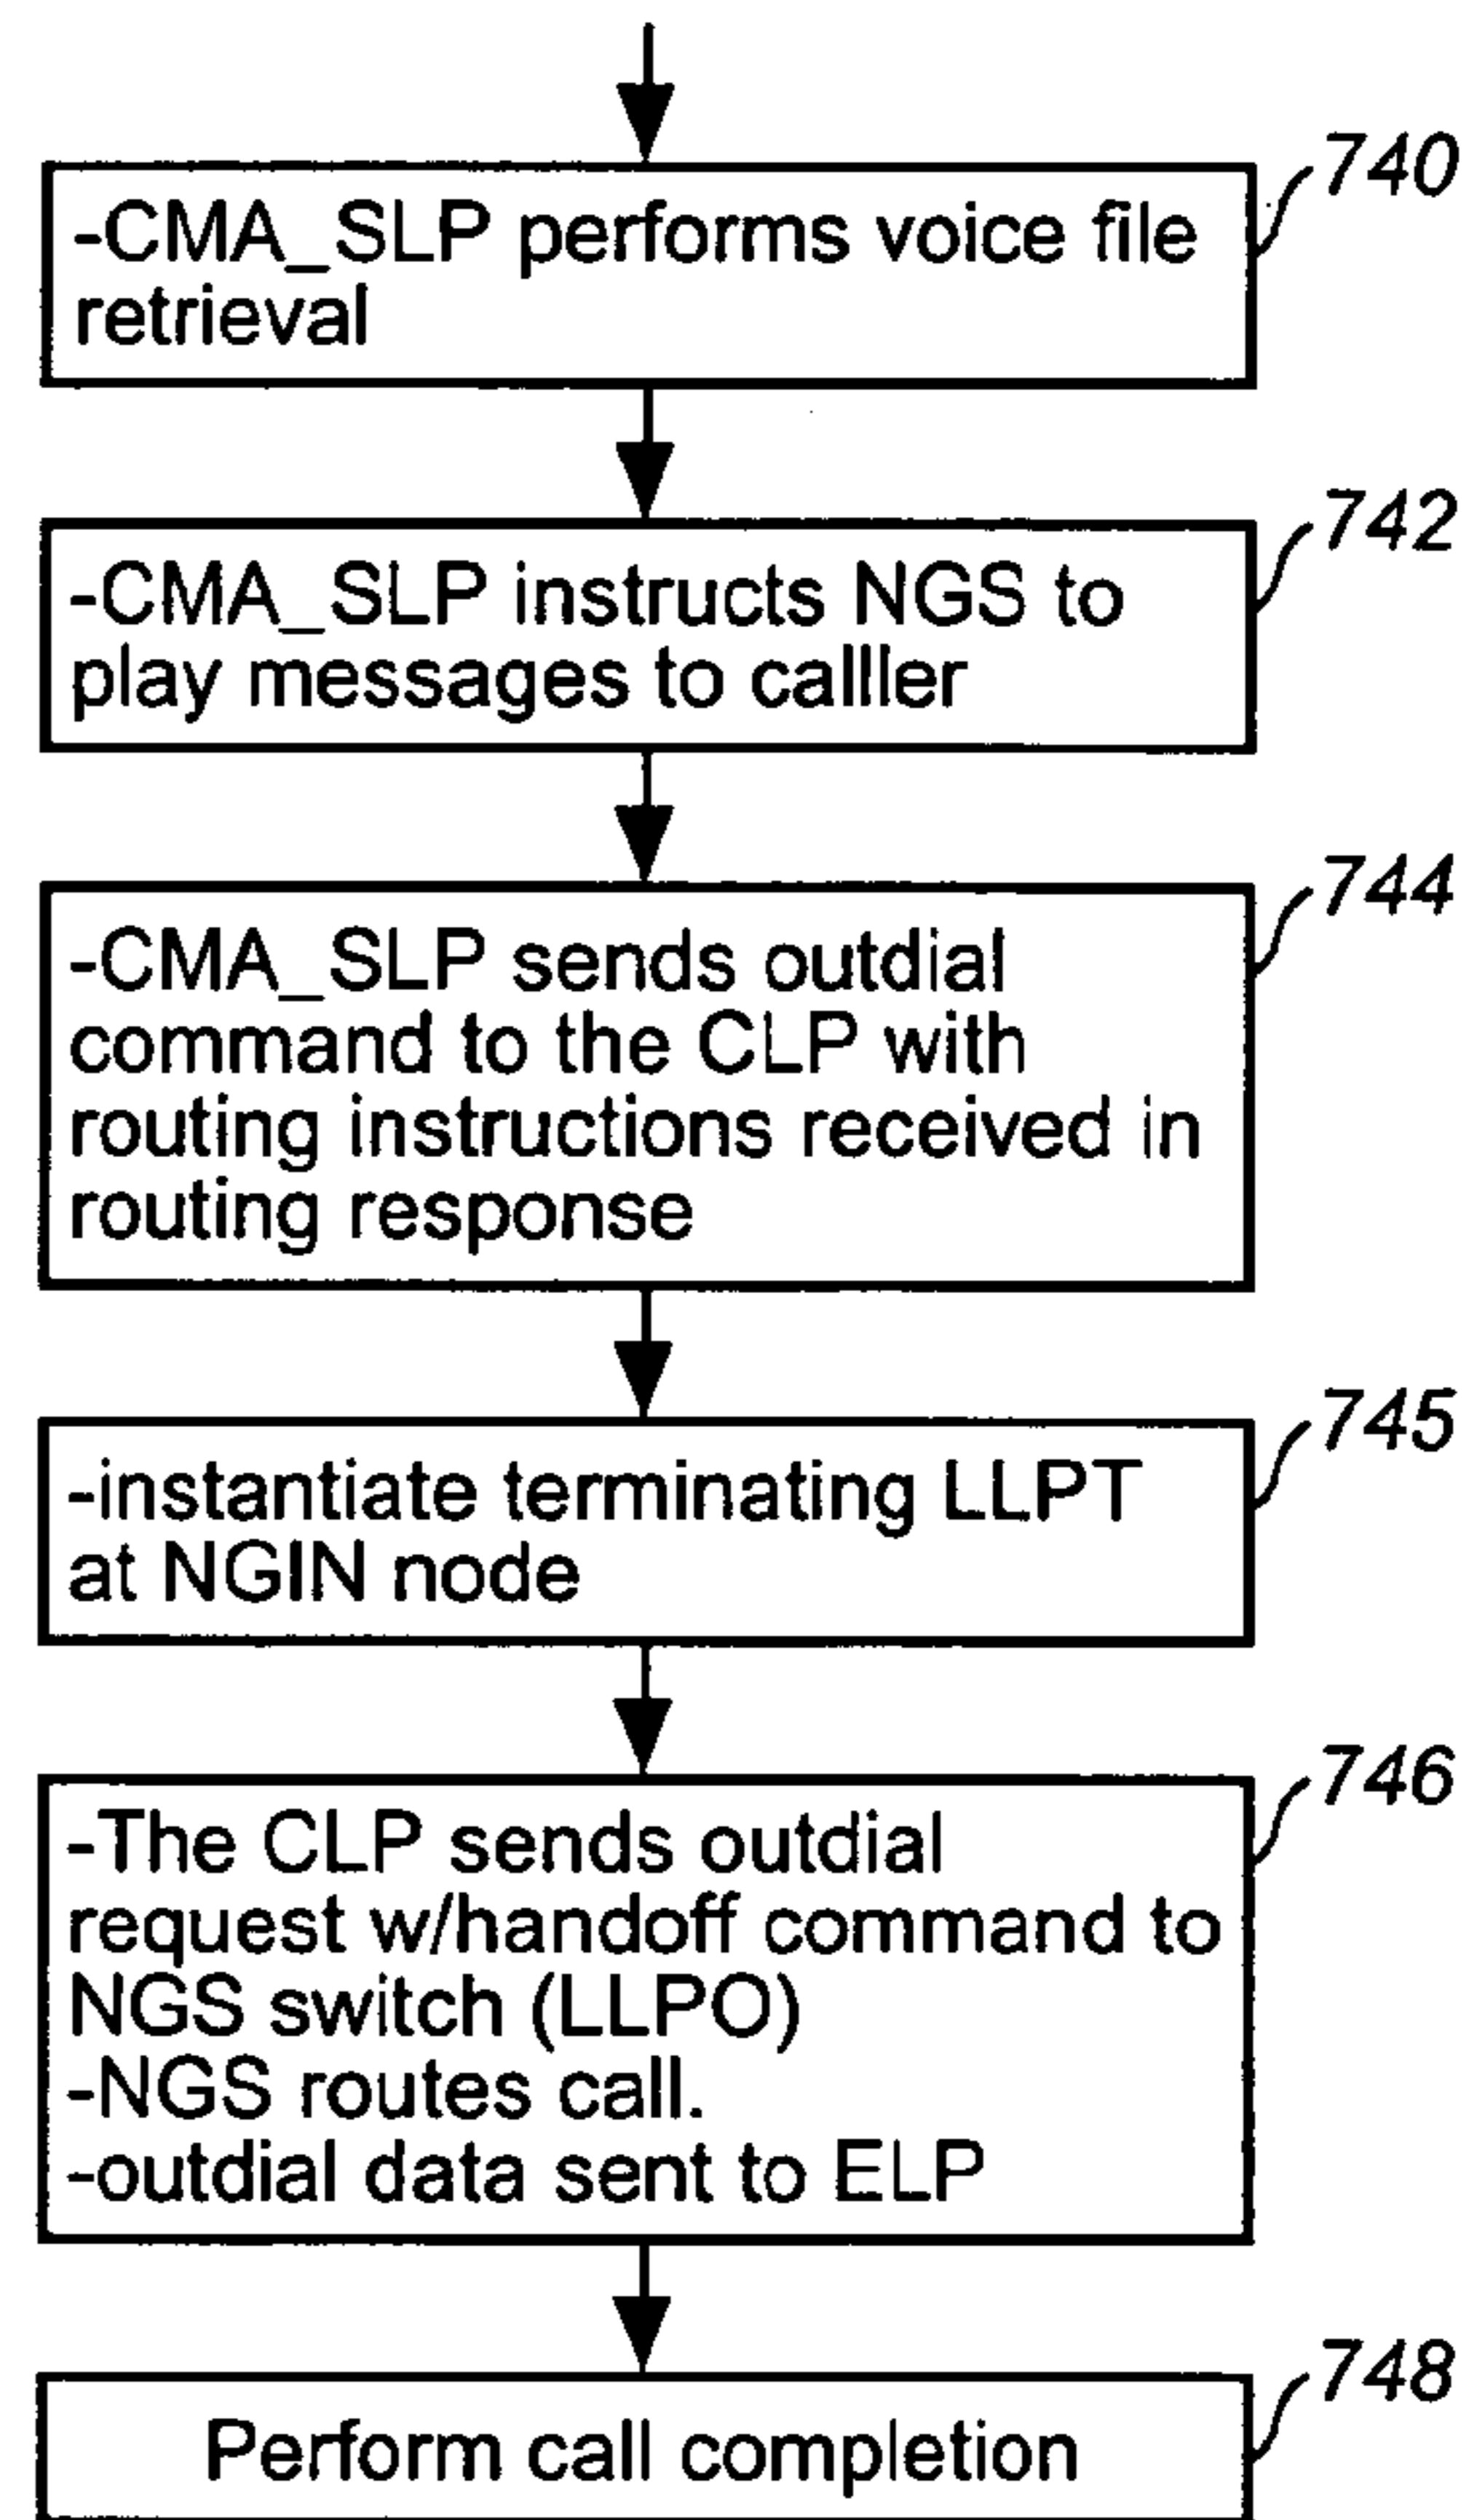 740
-CMA_SLP performs voice file
retrieval
742
-CMA_SLP instructs NGS to
play messages to calller
744
-CMA_SLP sends outdial
command to the CLP with
routing instructions received in
routing response
745
-instantiate terminating LLPT
at NGIN node
746
-The CLP sends outdial
request w/handoff command to
NGS switch (LLPO)
-NGS routes call.
-outdial data sent to ELP
748
Perform call completion